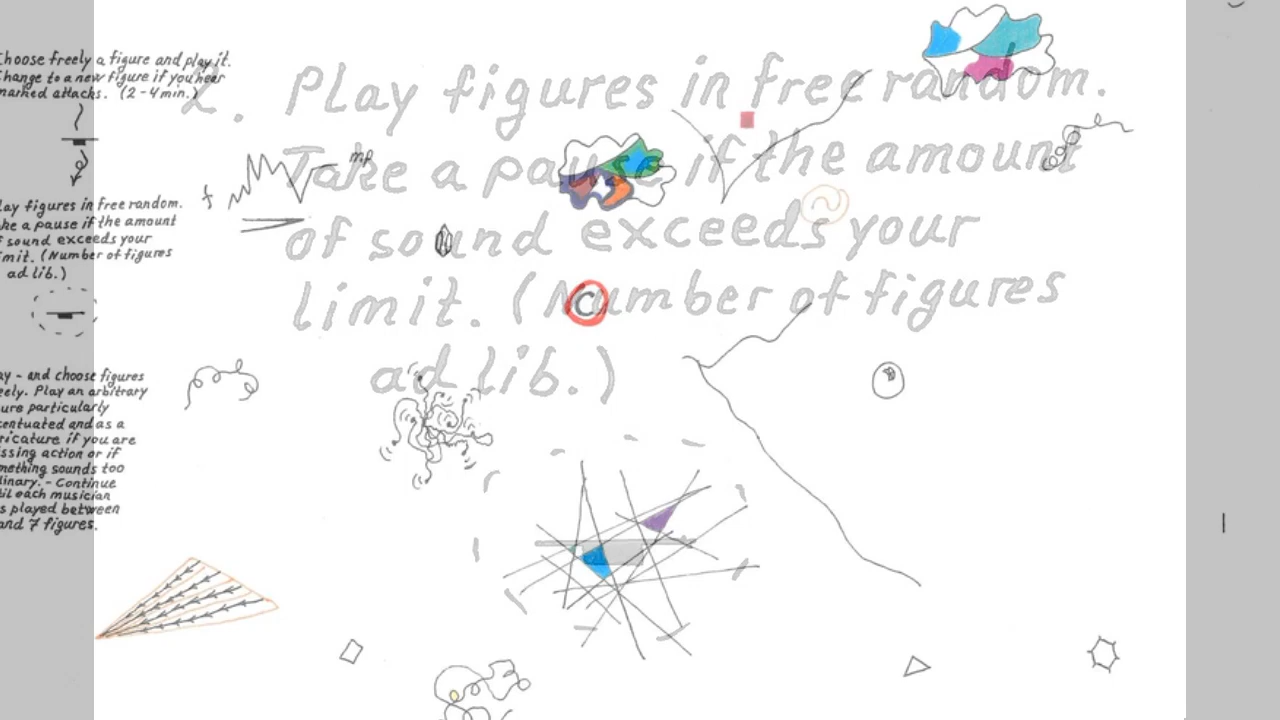 Choose freely a figure and play it.
Change to a new figure if you hear
marked attacks. (2-4 min.)
lay figures in free random.
ke a pause if the amount
f sound exceeds your
mit. (Number of figures
ad lib.)
ay - and choose figures
eely. Play an arbitrary
ure particularly
centuated and as a
ricature if you are
issing action or if
mething sounds too
dinary. - Continue
til each musician
s played between
and 7 figures.
2. Play figures in free random.
Take a pause if the amount
of sound exceeds your
limit. (Number of figures
ad lib.)
f
mf
C